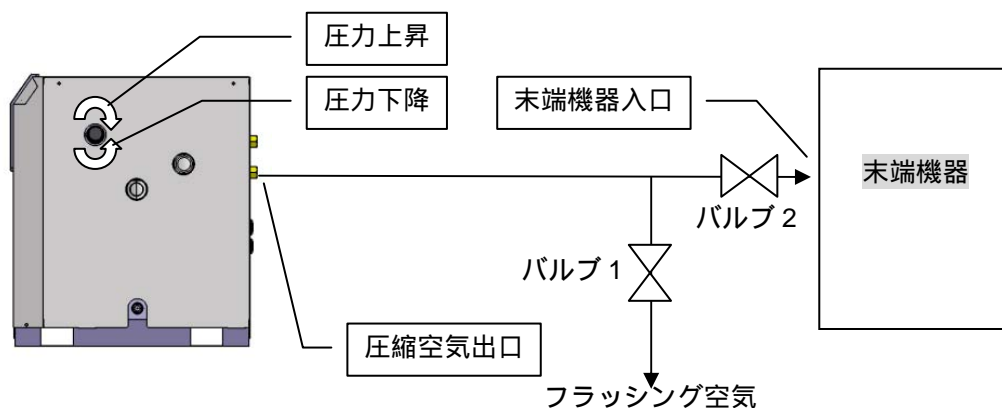 圧力上昇
圧力下降
末端機器入口
末端機器
バルブ 2
バルブ 1
圧縮空気出口
フラッシング空気